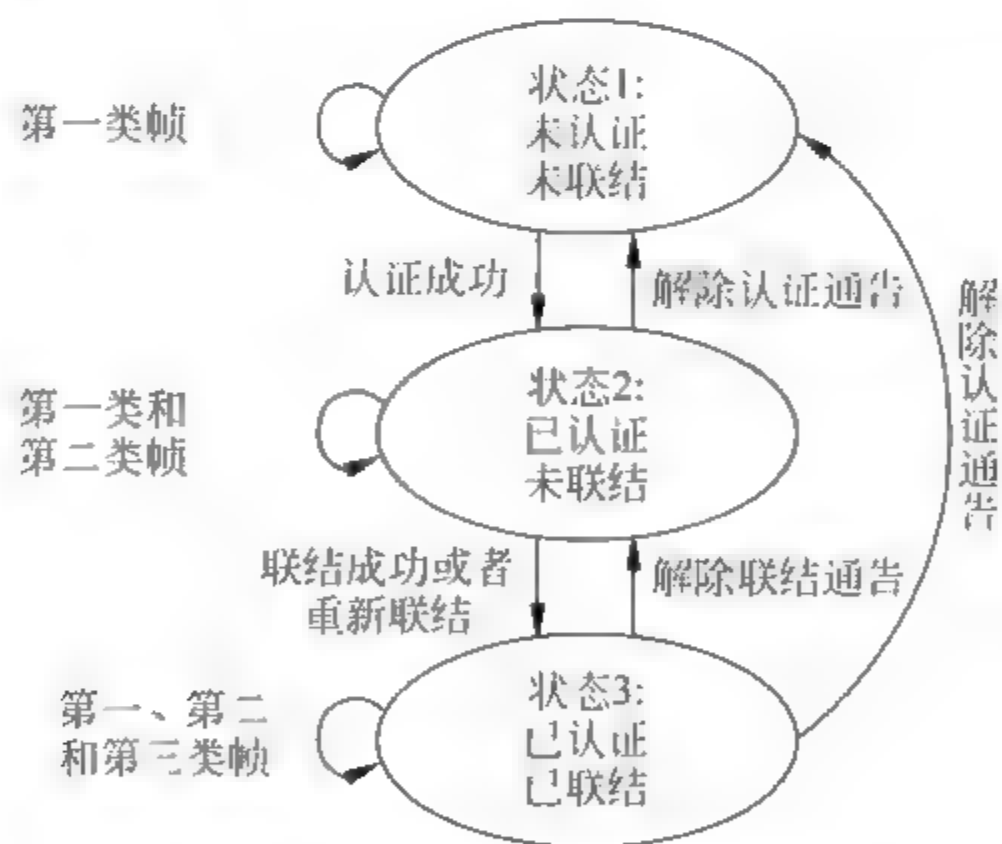 第一类帧
状态1:
未认证
未联结
认证成功
解除认证通告
解除认证通告
第一类和
第二类帧
状态2:
已认证
未联结
联结成功或者
重新联结
解除联结通告
第一、第二
和第三类帧
状态3:
已认证
已联结